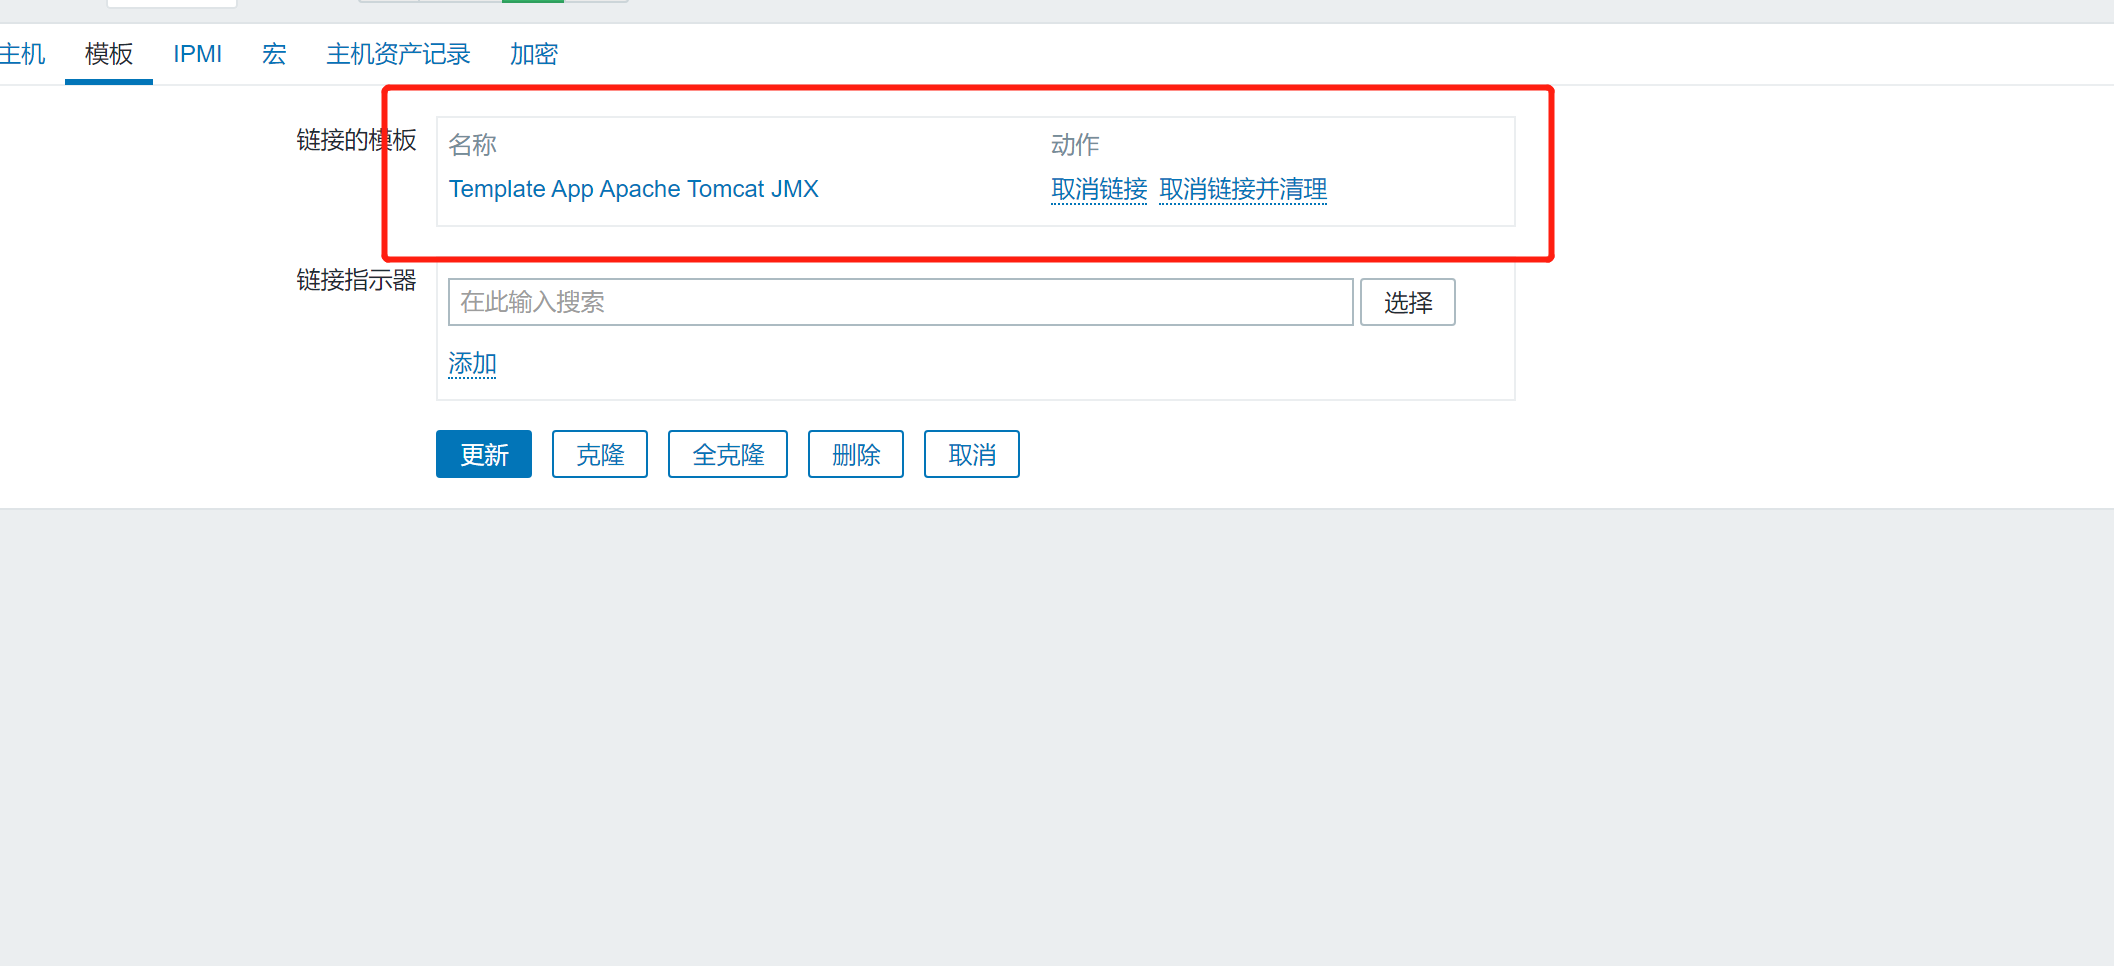 主机 模板 IPMI 宏 主机资产记录 加密
链接的模板 名称 动作
Template App Apache Tomcat JMX 取消链接 取消链接并清理
链接指示器
在此输入搜索 选择
添加
更新 克隆 全克隆 删除 取消